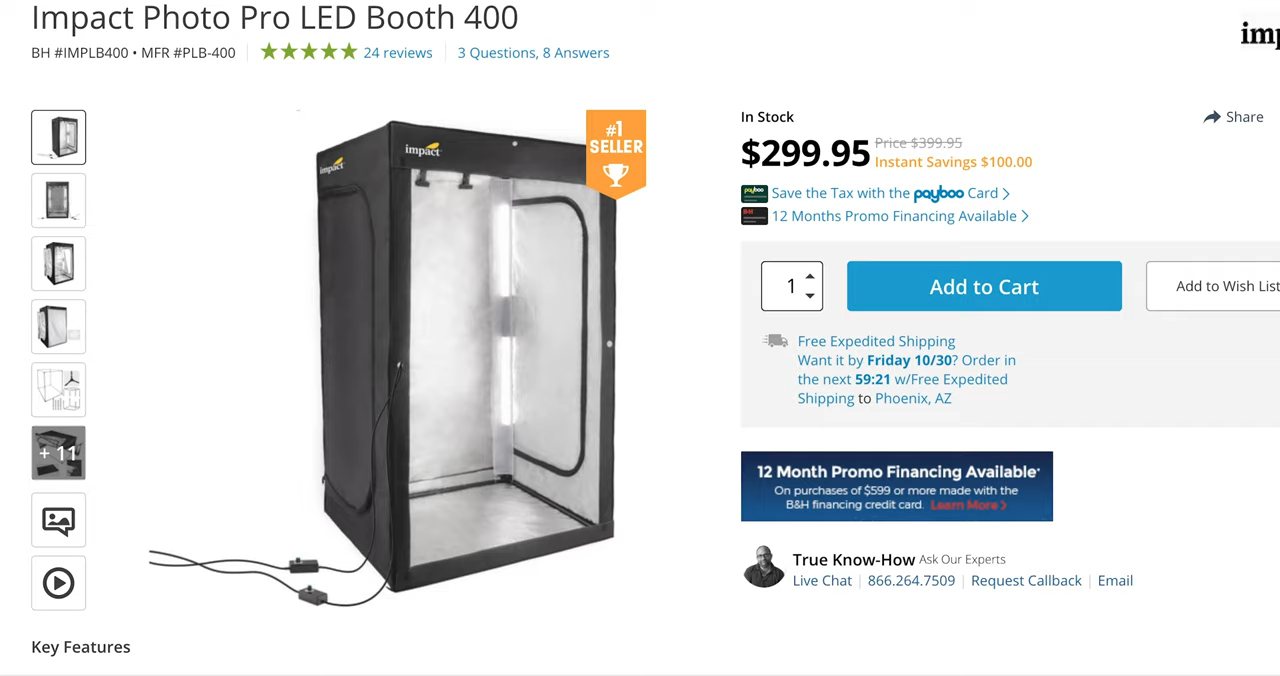 Impact Photo Pro LED Booth 400
BH #IMPLB400 • MFR #PLB-400
24 reviews
3 Questions, 8 Answers
imp
impact
impact
#1
SELLER
+ 11
In Stock
Share
$299.95
Price $399.95
Instant Savings $100.00
payboo
Save the Tax with the payboo Card
12 Months Promo Financing Available
1
Add to Cart
Add to Wish List
Free Expedited Shipping
Want it by Friday 10/30? Order in
the next 59:21 w/Free Expedited
Shipping to Phoenix, AZ
12 Month Promo Financing Available*
On purchases of $599 or more made with the
B&H financing credit card. Learn More
True Know-How Ask Our Experts
Live Chat | 866.264.7509 | Request Callback | Email
Key Features